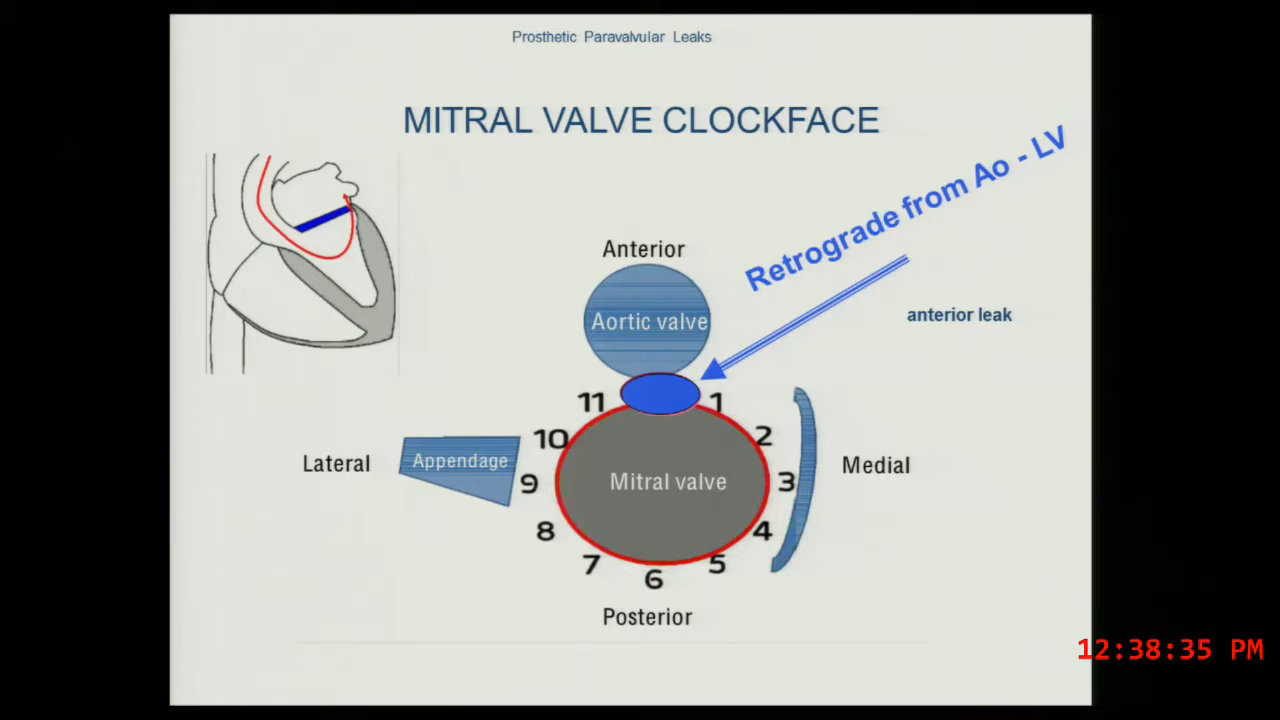 Prosthetic Paravalvular Leaks
MITRAL VALVE CLOCKFACE
Retrograde from Ao - LV
Anterior
anterior leak
Aortic valve
11
1
10
2
Lateral
Appendage
9
Mitral valve
3
Medial
8
4
7
5
6
Posterior
12:38:35 PM